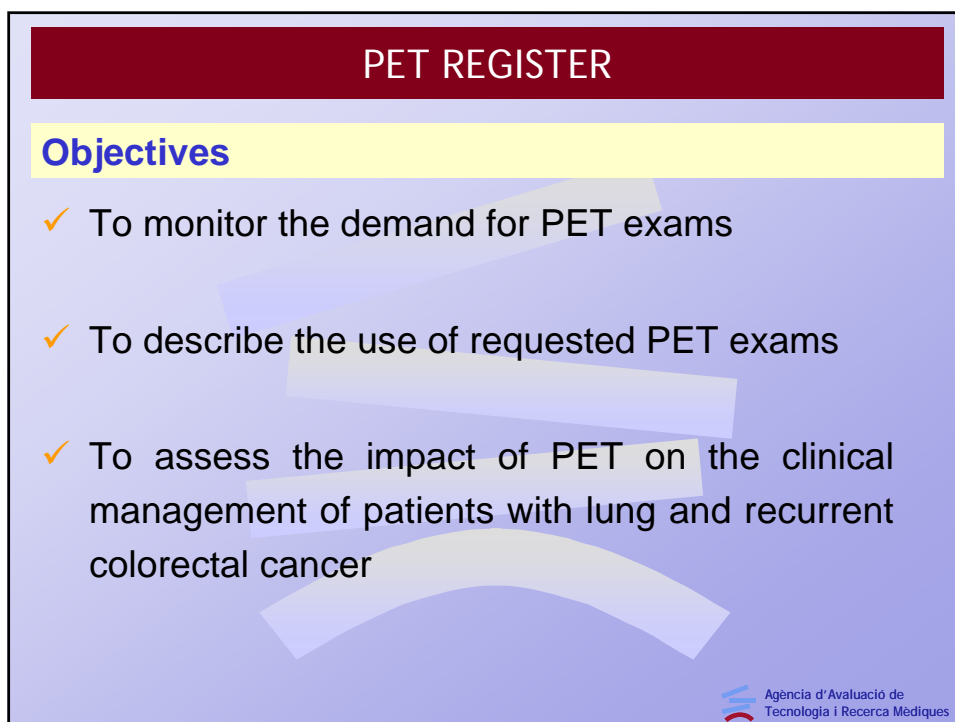 PET REGISTER
Objectives
✓ To monitor the demand for PET exams
✓ To describe the use of requested PET exams
✓ To assess the impact of PET on the clinical
management of patients with lung and recurrent
colorectal cancer
Agència d'Avaluació de
Tecnologia i Recerca Mèdiques